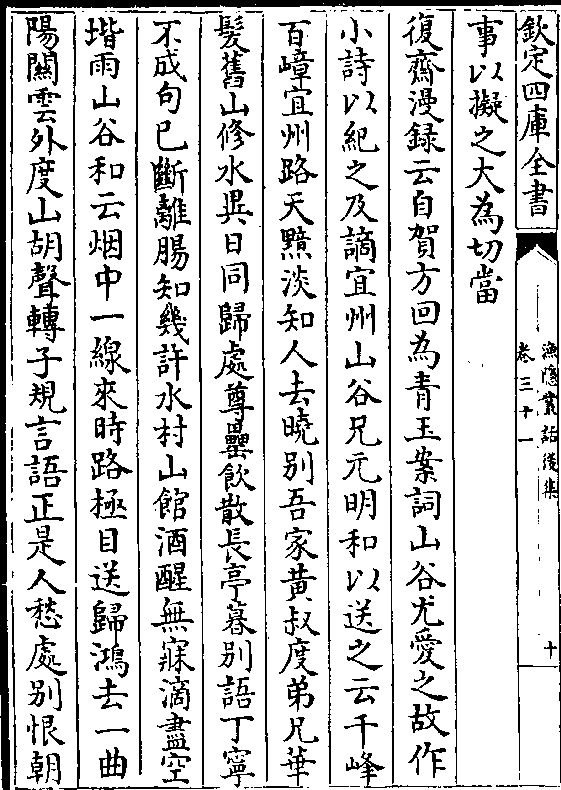 欽定四庫全書
漁隱叢話後集
卷三十一
十
事以擬之大為切當
復齋漫録云自賀方回為青玉案詞山谷尤愛之故作
小詩以紀之及謫宜州山谷兄元明和以送之云千峰
百嶂宜州路天黯淡知人去曉别吾家黄叔度弟兄華
髮舊山修水異日同歸處尊罍飲散長亭暮别語丁寧
不成句已斷離腸知幾許水村山館酒醒無寐滴盡空
堦雨山谷和云烟中一線來時路極目送歸鴻去一曲
陽關雲外度山胡聲轉子規言語正是人愁處别恨朝